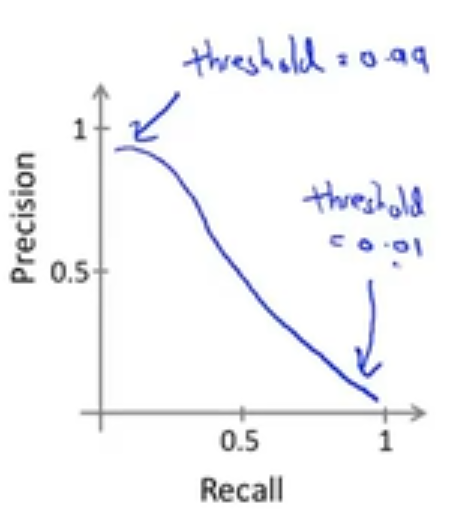 threshold = 0.99
1
threshold
= 0.01
Precision
0.5
0.5
1
Recall